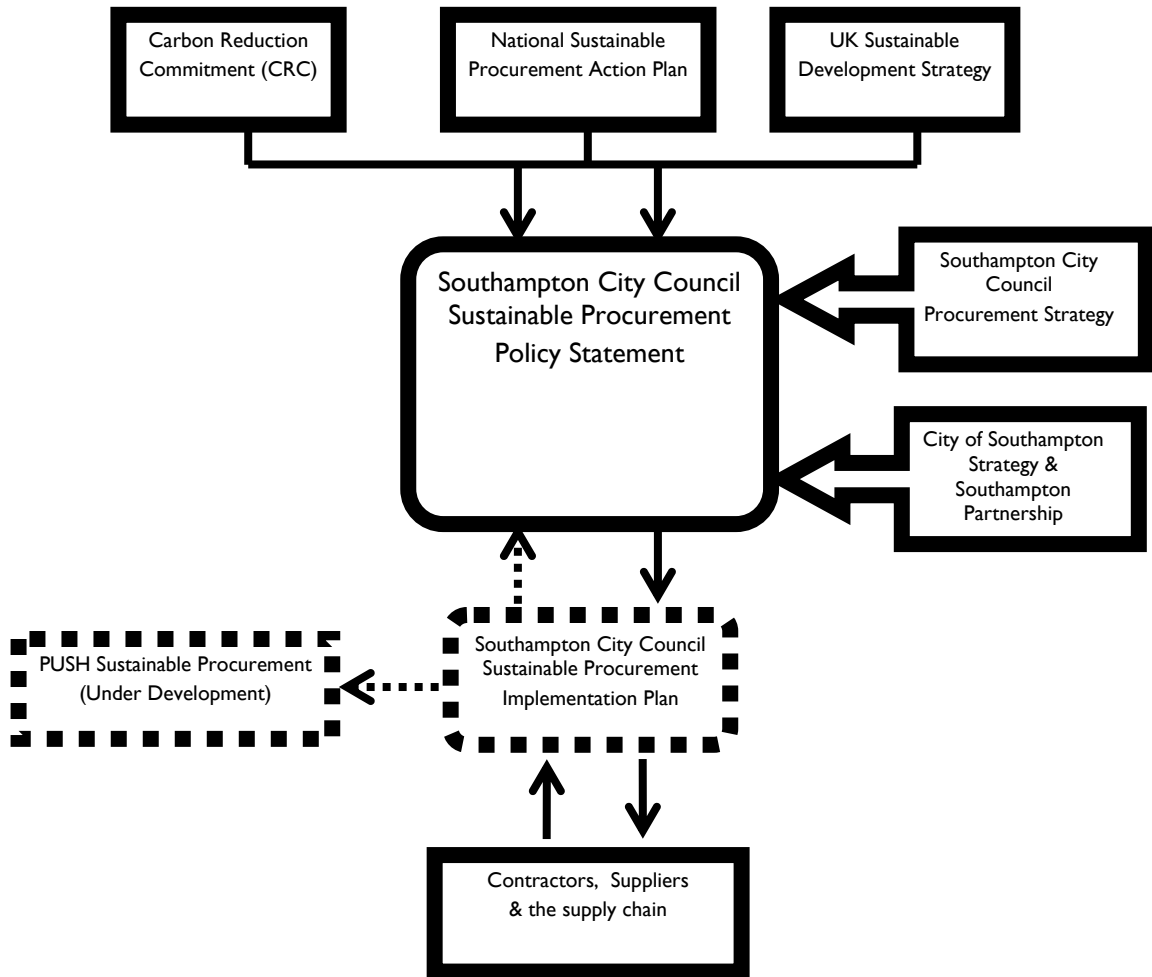 Carbon Reduction
Commitment (CRC)
National Sustainable
Procurement Action Plan
UK Sustainable
Development Strategy
Southampton City Council
Sustainable Procurement
Policy Statement
Southampton City
Council
Procurement Strategy
City of Southampton
Strategy &
Southampton
Partnership
PUSH Sustainable Procurement
(Under Development)
Southampton City Council
Sustainable Procurement
Implementation Plan
Contractors, Suppliers
& the supply chain